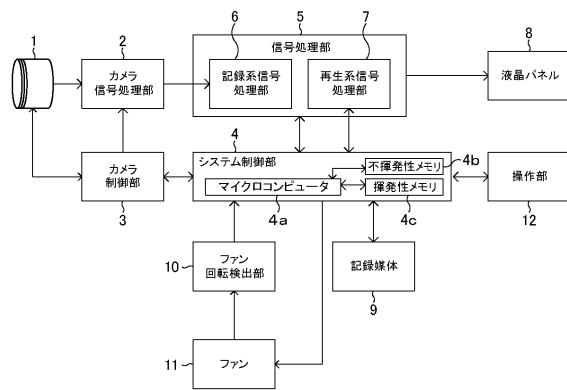 1
2
カメラ
信号処理部
5
信号処理部
6
記録系信号
処理部
7
再生系信号
処理部
8
液晶パネル
カメラ
制御部
3
4
システム制御部
不揮発性メモリ
4b
マイクロコンピュータ
4a
揮発性メモリ
4c
操作部
12
10
ファン
回転検出部
記録媒体
9
11
ファン